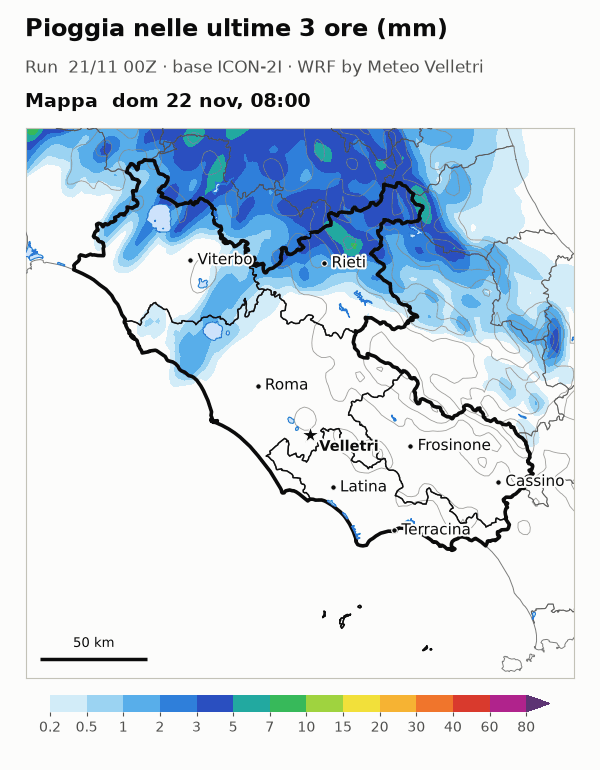 Pioggia nelle ultime 3 ore (mm)
Run  21/11 00Z · base ICON-2I · WRF by Meteo Velletri
Mappa  dom 22 nov, 08:00
Viterbo
Rieti
Roma
Velletri
Frosinone
Latina
Cassino
Terracina
50 km
0.2 0.5 1 2 3 5 7 10 15 20 30 40 60 80